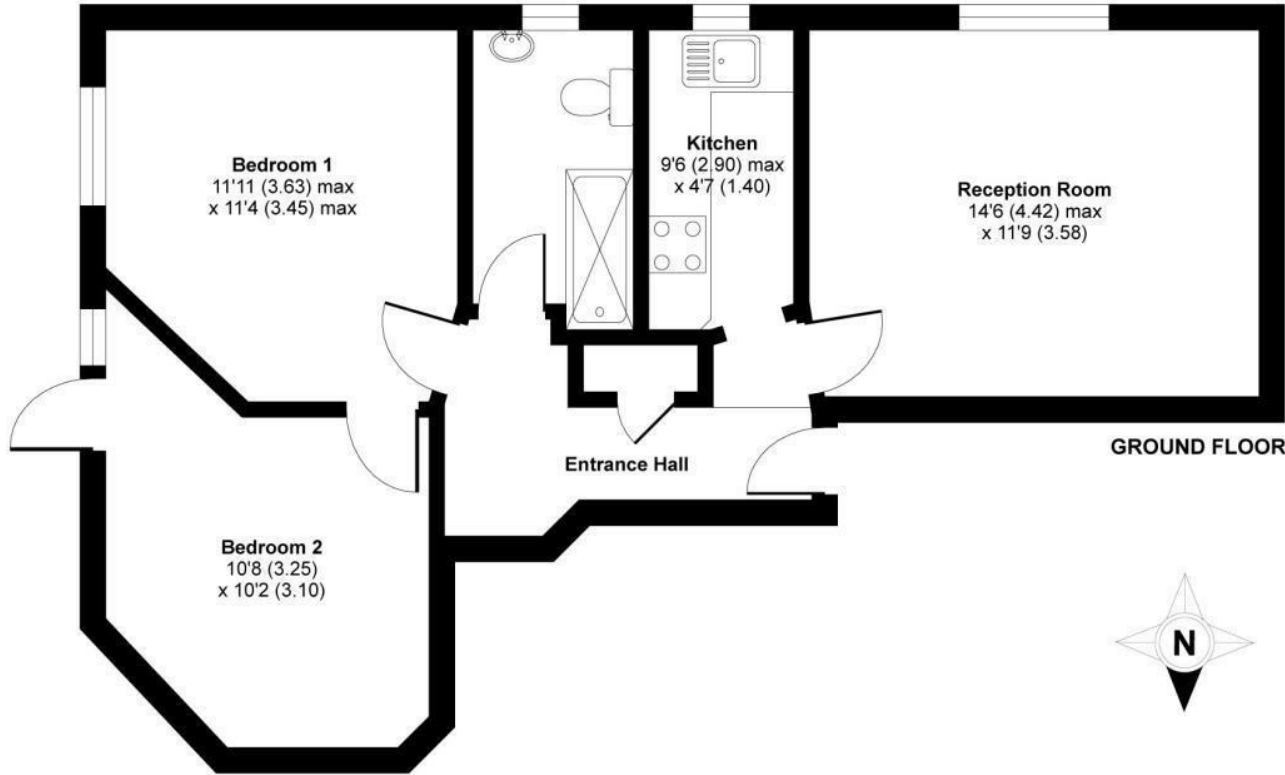 Bedroom 1
11'11 (3.63) max
x 11'4 (3.45) max
Kitchen
9'6 (2.90) max
x 4'7 (1.40)
Reception Room
14'6 (4.42) max
x 11'9 (3.58)
Entrance Hall
GROUND FLOOR
Bedroom 2
10'8 (3.25)
x 10'2 (3.10)
N